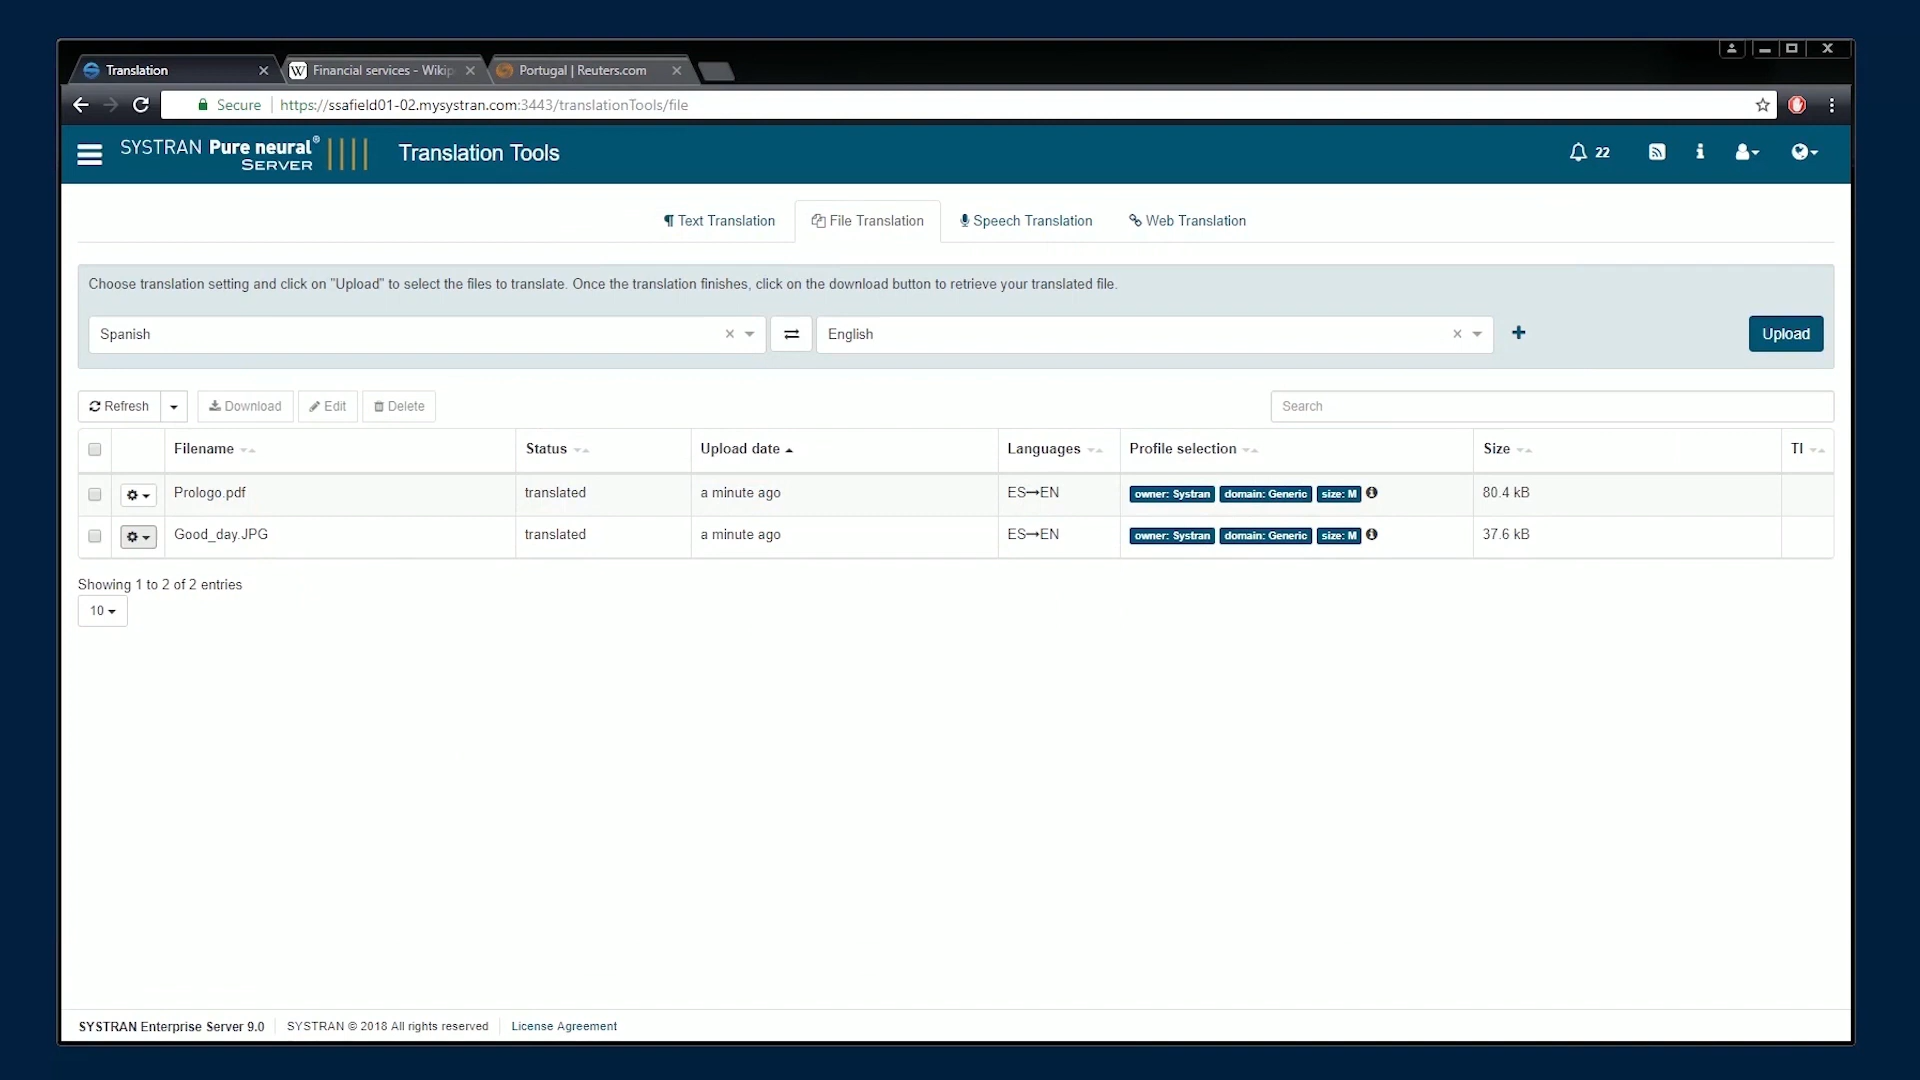 Translation
Financial services - Wikip
Portugal | Reuters.com
Secure
https://ssafield01-02.mysystran.com:3443/translationTools/file
SYSTRAN Pure neural®
SERVER
Translation Tools
22
Text Translation
File Translation
Speech Translation
Web Translation
Choose translation setting and click on "Upload" to select the files to translate. Once the translation finishes, click on the download button to retrieve your translated file.
Spanish
English
Upload
Refresh
Download
Edit
Delete
Search
Filename Status Upload date Languages Profile selection Size TI
Prologo.pdf translated a minute ago ES→EN owner: Systran domain: Generic size: M 80.4 kB
Good_day.JPG translated a minute ago ES→EN owner: Systran domain: Generic size: M 37.6 kB
Showing 1 to 2 of 2 entries
10
SYSTRAN Enterprise Server 9.0 SYSTRAN © 2018 All rights reserved License Agreement